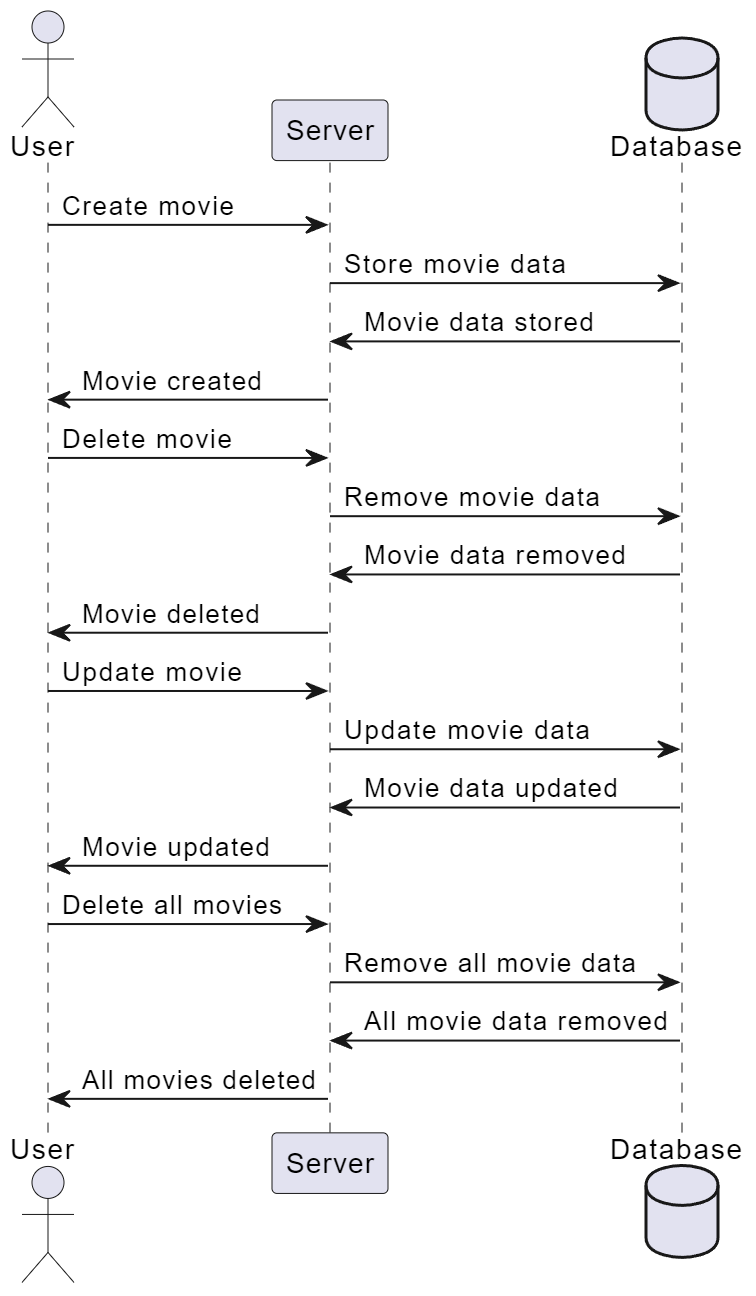 User
Server
Database
Create movie
Store movie data
Movie data stored
Movie created
Delete movie
Remove movie data
Movie data removed
Movie deleted
Update movie
Update movie data
Movie data updated
Movie updated
Delete all movies
Remove all movie data
All movie data removed
All movies deleted
User
Server
Database